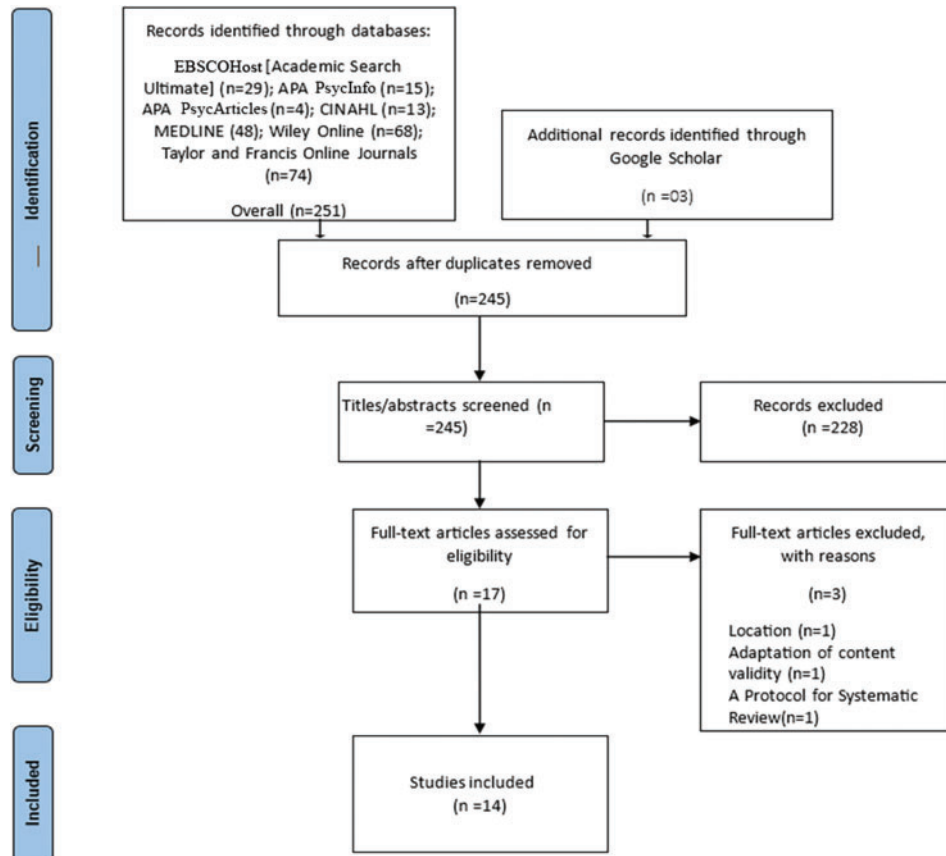 Identification
Records identified through databases:
EBSCOHost [Academic Search
Ultimate] (n=29); APA PsycInfo (n=15);
APA PsycArticles (n=4); CINAHL (n=13);
MEDLINE (48); Wiley Online (n=68);
Taylor and Francis Online Journals
(n=74)
Overall (n=251)
Additional records identified through
Google Scholar
(n =03)
Records after duplicates removed
(n=245)
Screening
Titles/abstracts screened (n
=245)
Records excluded
(n =228)
Eligibility
Full-text articles assessed for
eligibility
(n =17)
Full-text articles excluded,
with reasons
(n=3)
Location (n=1)
Adaptation of content
validity (n=1)
A Protocol for Systematic
Review(n=1)
Included
Studies included
(n =14)